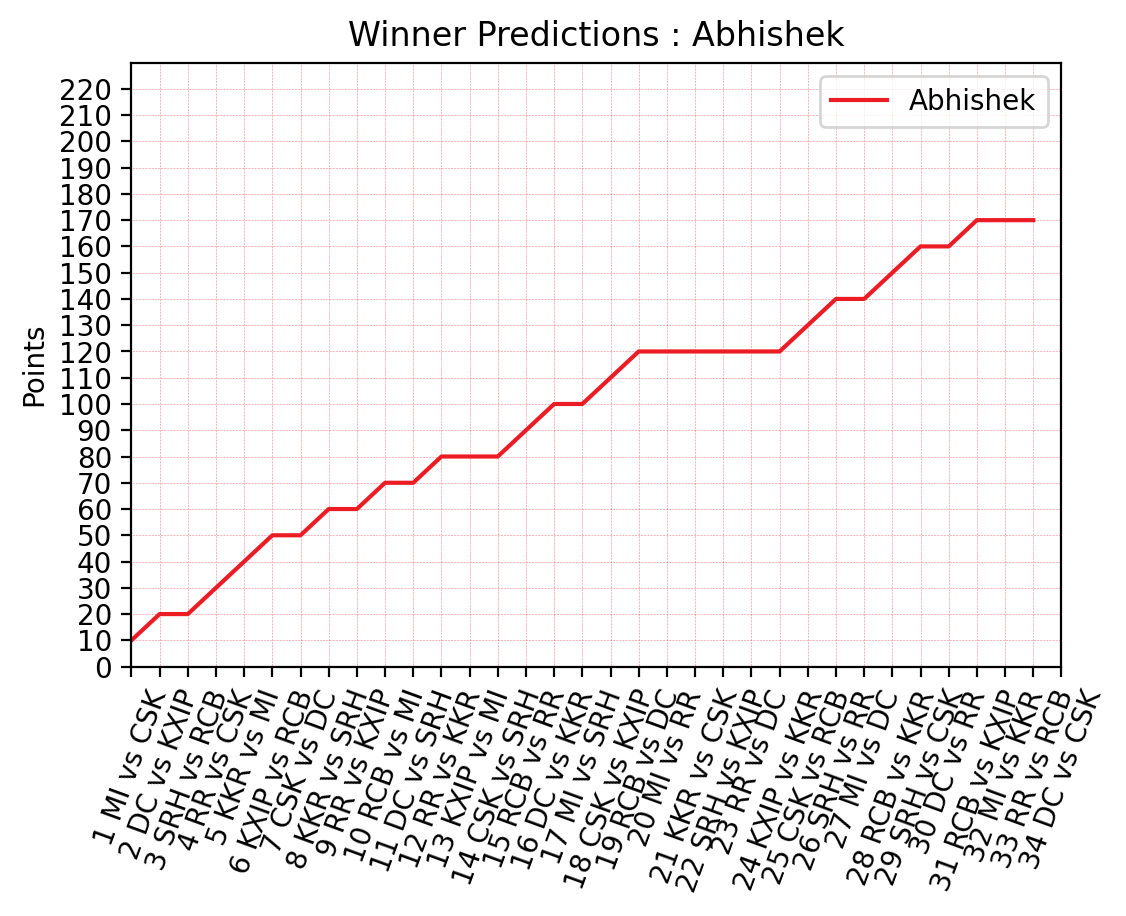 Winner Predictions : Abhishek
Abhishek
Points
220
210
200
190
180
170
160
150
140
130
120
110
100
90
80
70
60
50
40
30
20
10
0
1 MI vs CSK
2 DC vs KXIP
3 SRH vs RCB
4 RR vs CSK
5 KKR vs MI
6 KXIP vs RCB
7 CSK vs DC
8 KKR vs SRH
9 RR vs KXIP
10 RCB vs MI
11 DC vs SRH
12 RR vs KKR
13 KXIP vs MI
14 CSK vs SRH
15 RCB vs RR
16 DC vs KKR
17 MI vs SRH
18 CSK vs KXIP
19 RCB vs DC
20 MI vs RR
21 KKR vs CSK
22 SRH vs KXIP
23 RR vs DC
24 KXIP vs KKR
25 CSK vs RCB
26 SRH vs RR
27 MI vs DC
28 RCB vs KKR
29 SRH vs CSK
30 DC vs RR
31 RCB vs KXIP
32 MI vs KKR
33 RR vs RCB
34 DC vs CSK